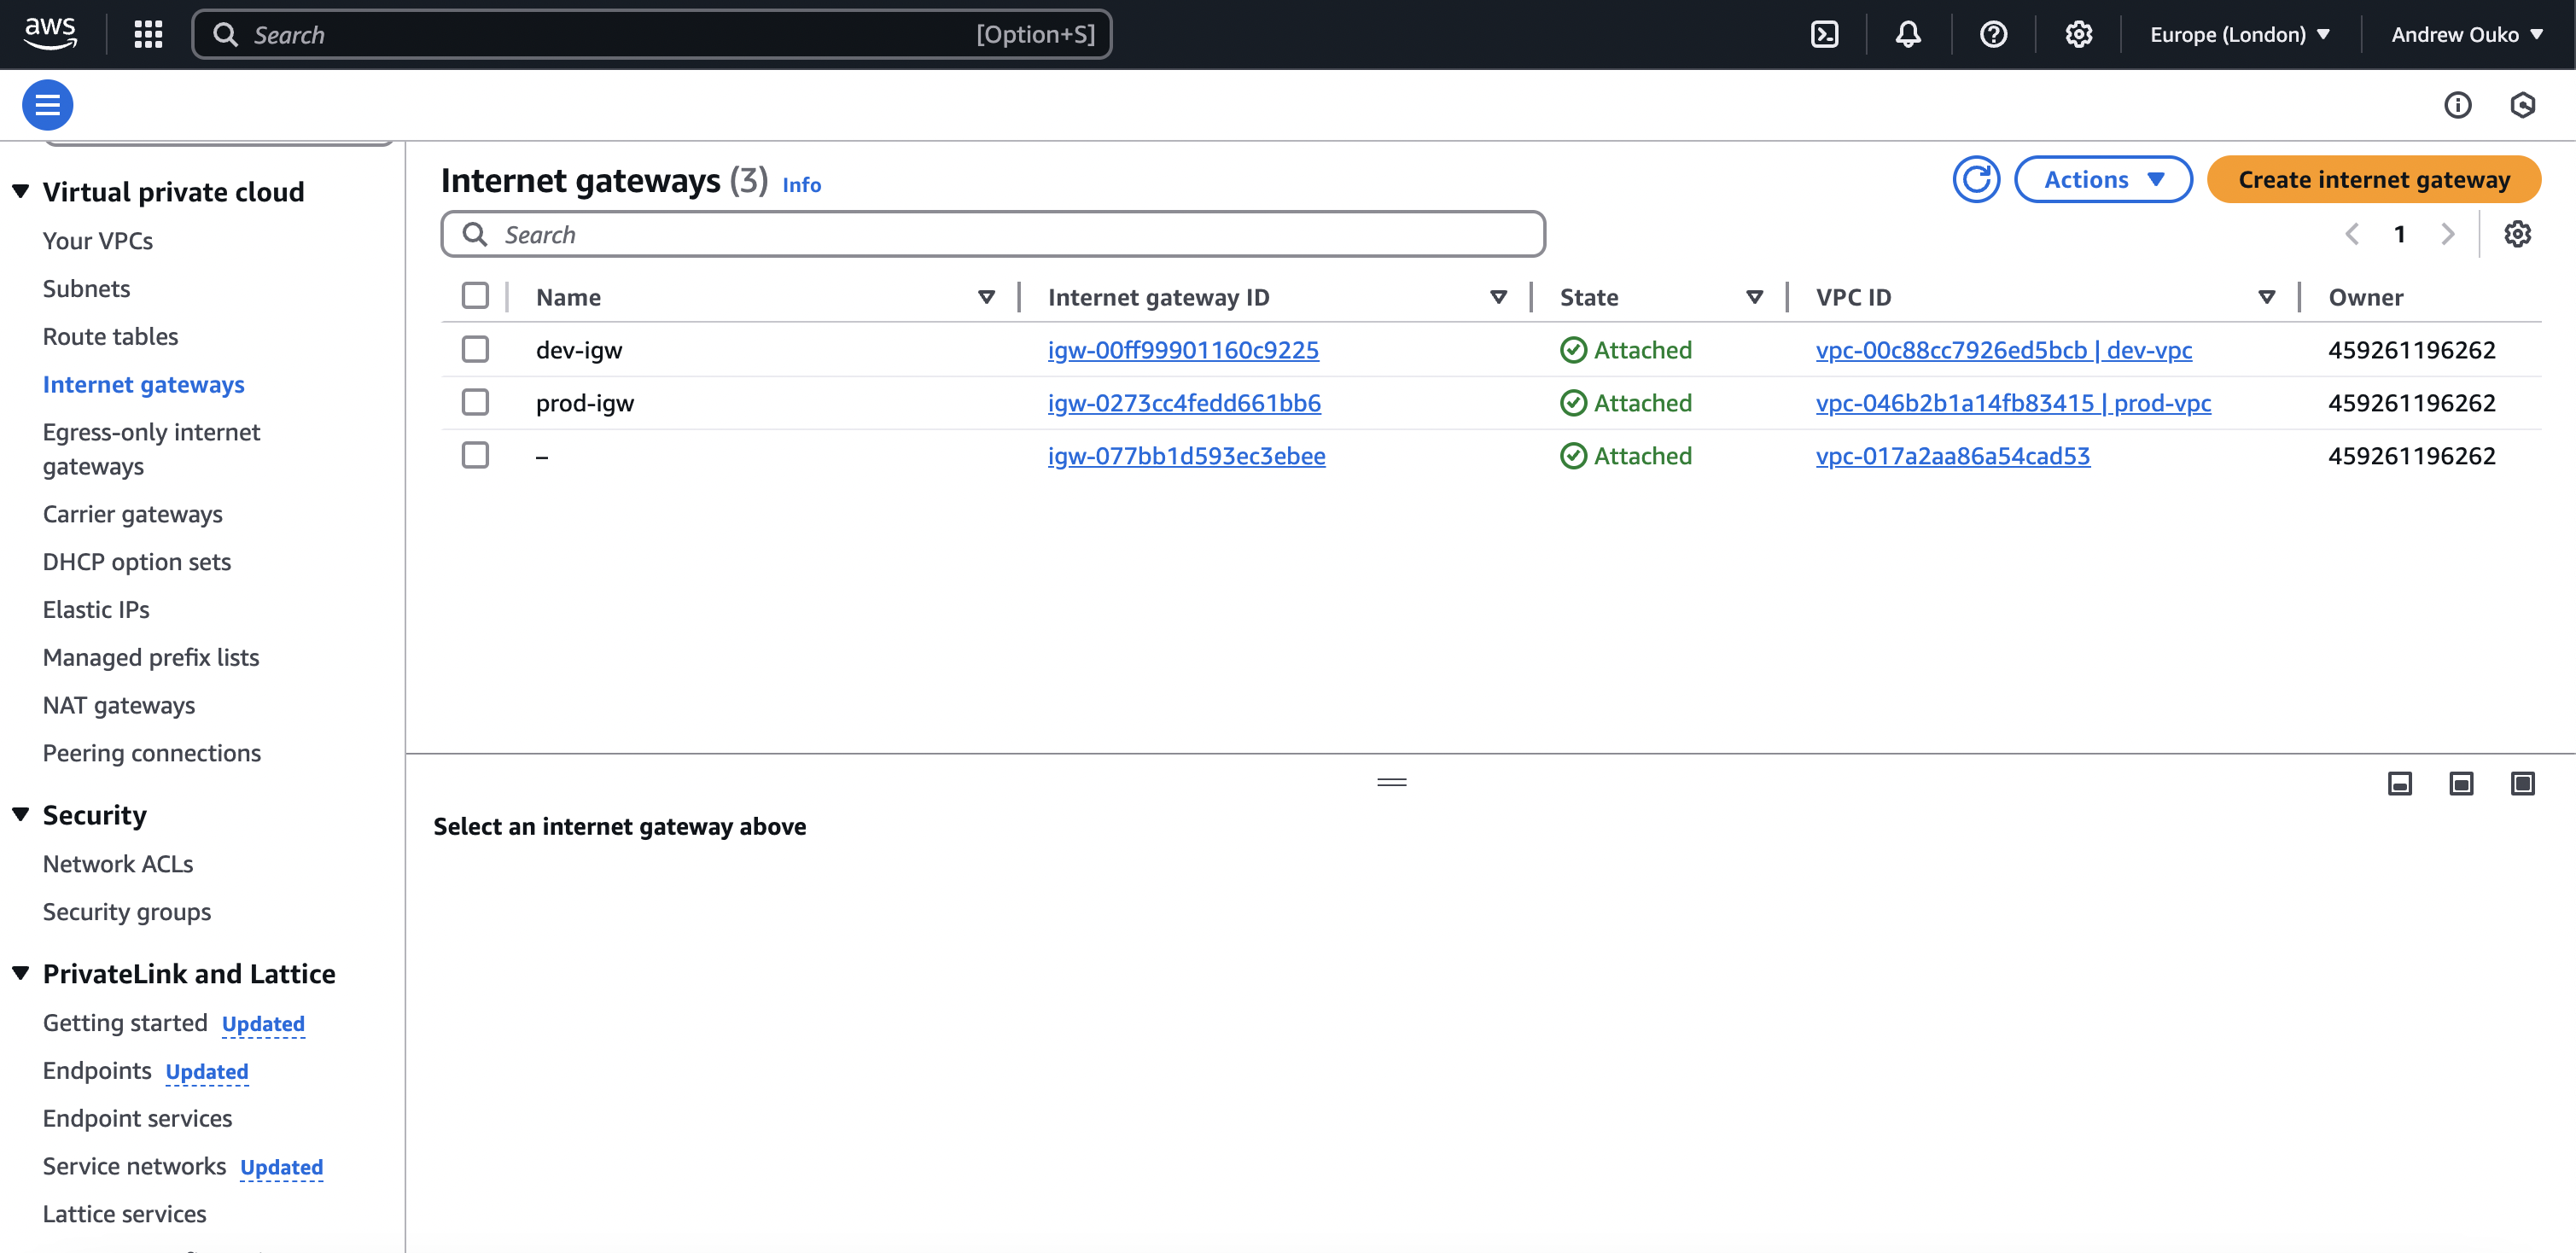 aws
Search [Option+S]
Europe (London)
Andrew Ouko
Virtual private cloud
Your VPCs
Subnets
Route tables
Internet gateways
Egress-only internet
gateways
Carrier gateways
DHCP option sets
Elastic IPs
Managed prefix lists
NAT gateways
Peering connections
Security
Network ACLs
Security groups
PrivateLink and Lattice
Getting started Updated
Endpoints Updated
Endpoint services
Service networks Updated
Lattice services
Internet gateways (3) Info
Actions
Create internet gateway
Search
1
Name Internet gateway ID State VPC ID Owner
dev-igw igw-00ff99901160c9225 Attached vpc-00c88cc7926ed5bcb | dev-vpc 459261196262
prod-igw igw-0273cc4fedd661bb6 Attached vpc-046b2b1a14fb83415 | prod-vpc 459261196262
– igw-077bb1d593ec3ebee Attached vpc-017a2aa86a54cad53 459261196262
Select an internet gateway above